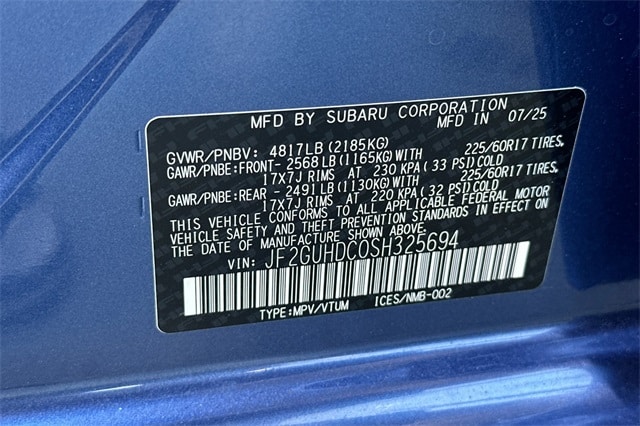 MFD BY SUBARU CORPORATION
MFD IN 07/25
GVWR/PNBV: 4817LB (2185KG)
GAWR/PNBE:FRONT- 2568 LB (1165KG) WITH 225/60R17 TIRES,
17X7J RIMS AT 230 KPA (33 PSI) COLD
GAWR/PNBE:REAR - 2491 LB (1130KG) WITH 225/60R17 TIRES,
17X7J RIMS AT 220 KPA (32 PSI) COLD
THIS VEHICLE CONFORMS TO ALL APPLICABLE FEDERAL MOTOR
VEHICLE SAFETY AND THEFT PREVENTION STANDARDS IN EFFECT ON
THE DATE OF MANUFACTURE SHOWN ABOVE.
VIN: JF2GUHDC0SH325694
TYPE:MPV/VTUM ICES/NMB-002